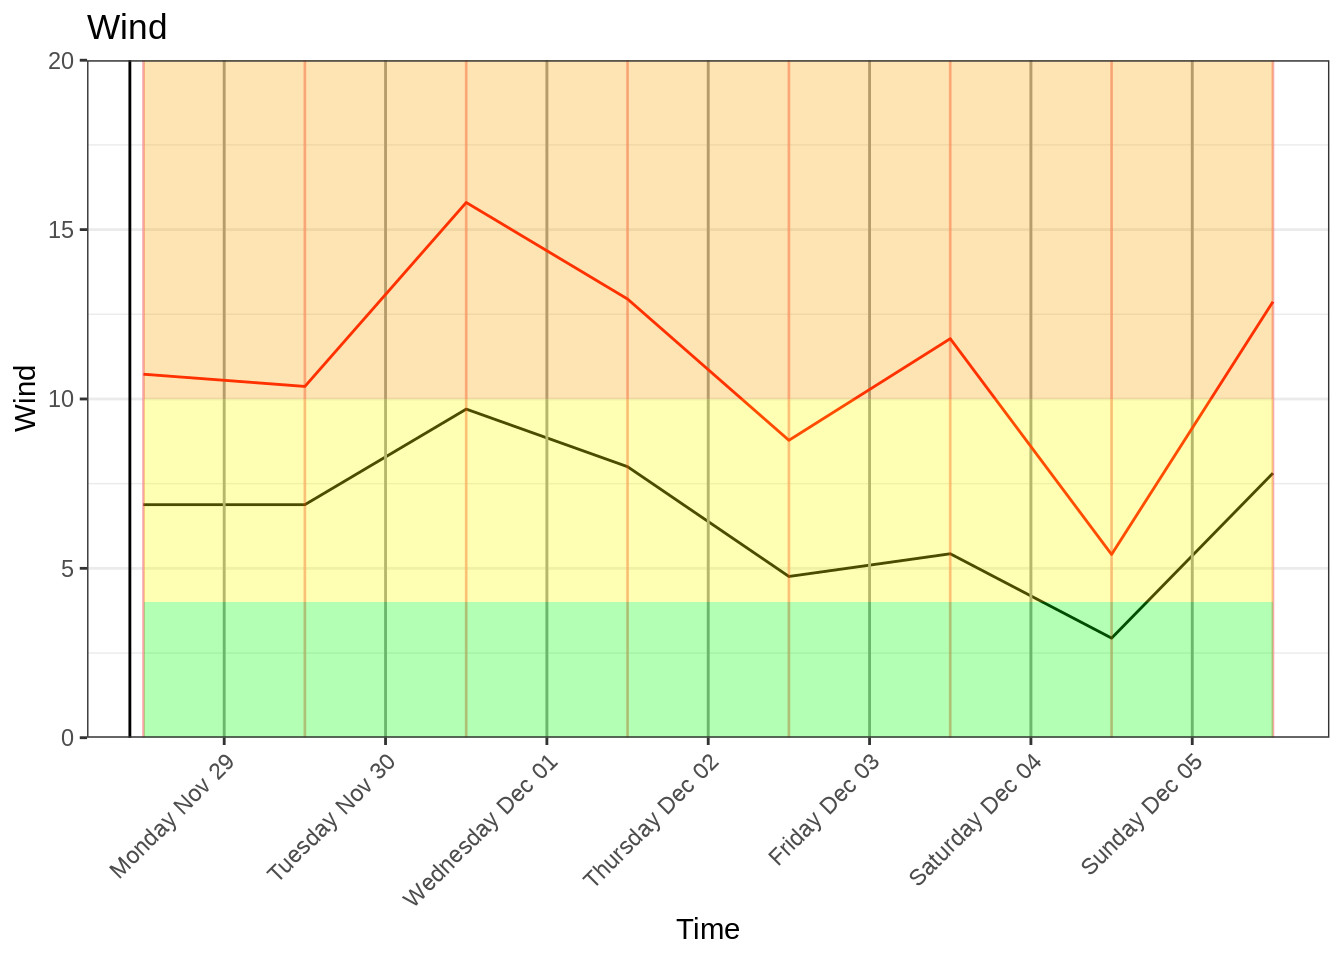 Wind
20
15
10
5
0
Wind
Monday Nov 29
Tuesday Nov 30
Wednesday Dec 01
Thursday Dec 02
Friday Dec 03
Saturday Dec 04
Sunday Dec 05
Time